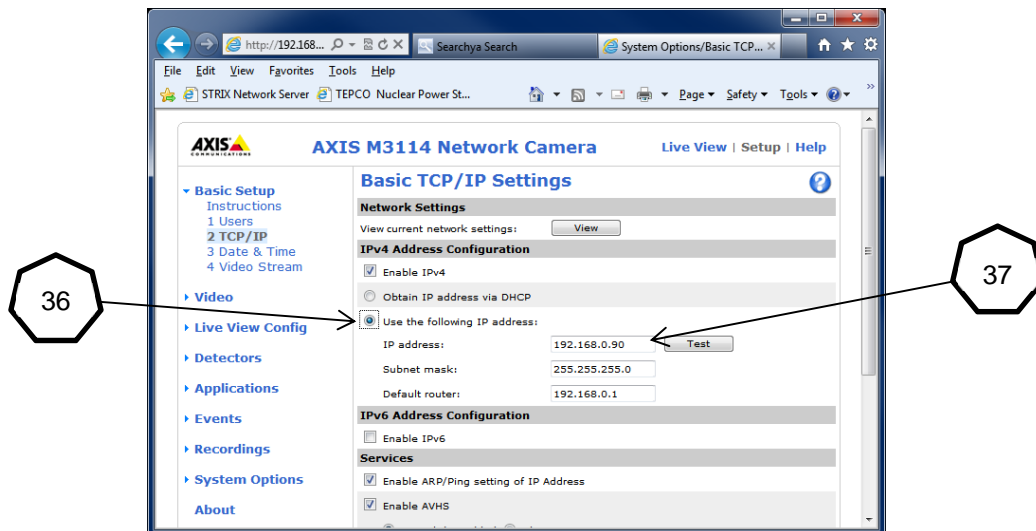 http://192.168...
Searchya Search
System Options/Basic TCP...
File Edit View Favorites Tools Help
STRIX Network Server
TEPCO Nuclear Power St...
Page Safety Tools
AXIS
COMMUNICATIONS
AXIS M3114 Network Camera
Live View | Setup | Help
Basic Setup
Instructions
1 Users
2 TCP/IP
3 Date & Time
4 Video Stream
Video
Live View Config
Detectors
Applications
Events
Recordings
System Options
About
Basic TCP/IP Settings
Network Settings
View current network settings: View
IPv4 Address Configuration
Enable IPv4
Obtain IP address via DHCP
Use the following IP address:
IP address: 192.168.0.90 Test
Subnet mask: 255.255.255.0
Default router: 192.168.0.1
IPv6 Address Configuration
Enable IPv6
Services
Enable ARP/Ping setting of IP Address
Enable AVHS
36
37